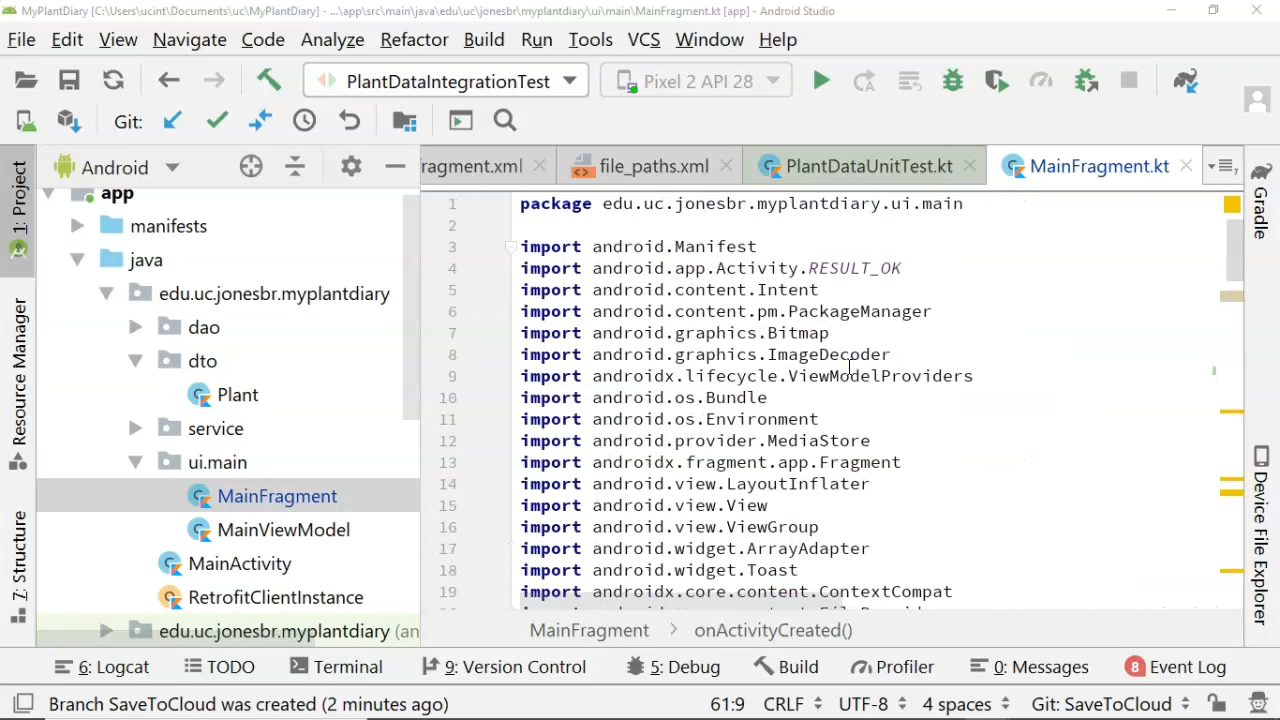 MyPlantDiary [C:\Users\ucint\Documents\uc\MyPlantDiary] - ...\app\src\main\java\edu\uc\jonesbr\myplantdiary\ui\main\MainFragment.kt [app] - Android Studio
File Edit View Navigate Code Analyze Refactor Build Run Tools VCS Window Help
PlantDataIntegrationTest Pixel 2 API 28
Git:
Android
ragment.xml file_paths.xml PlantDataUnitTest.kt MainFragment.kt
1: Project
Resource Manager
7: Structure
app
manifests
java
edu.uc.jonesbr.myplantdiary
dao
dto
Plant
service
ui.main
MainFragment
MainViewModel
MainActivity
RetrofitClientInstance
edu.uc.jonesbr.myplantdiary (an
1 package edu.uc.jonesbr.myplantdiary.ui.main
2
3 import android.Manifest
4 import android.app.Activity.RESULT_OK
5 import android.content.Intent
6 import android.content.pm.PackageManager
7 import android.graphics.Bitmap
8 import android.graphics.ImageDecoder
9 import androidx.lifecycle.ViewModelProviders
10 import android.os.Bundle
11 import android.os.Environment
12 import android.provider.MediaStore
13 import androidx.fragment.app.Fragment
14 import android.view.LayoutInflater
15 import android.view.View
16 import android.view.ViewGroup
17 import android.widget.ArrayAdapter
18 import android.widget.Toast
19 import androidx.core.content.ContextCompat
MainFragment > onActivityCreated()
Gradle
Device File Explorer
6: Logcat TODO Terminal 9: Version Control 5: Debug Build Profiler 0: Messages 8 Event Log
Branch SaveToCloud was created (2 minutes ago) 61:9 CRLF UTF-8 4 spaces Git: SaveToCloud